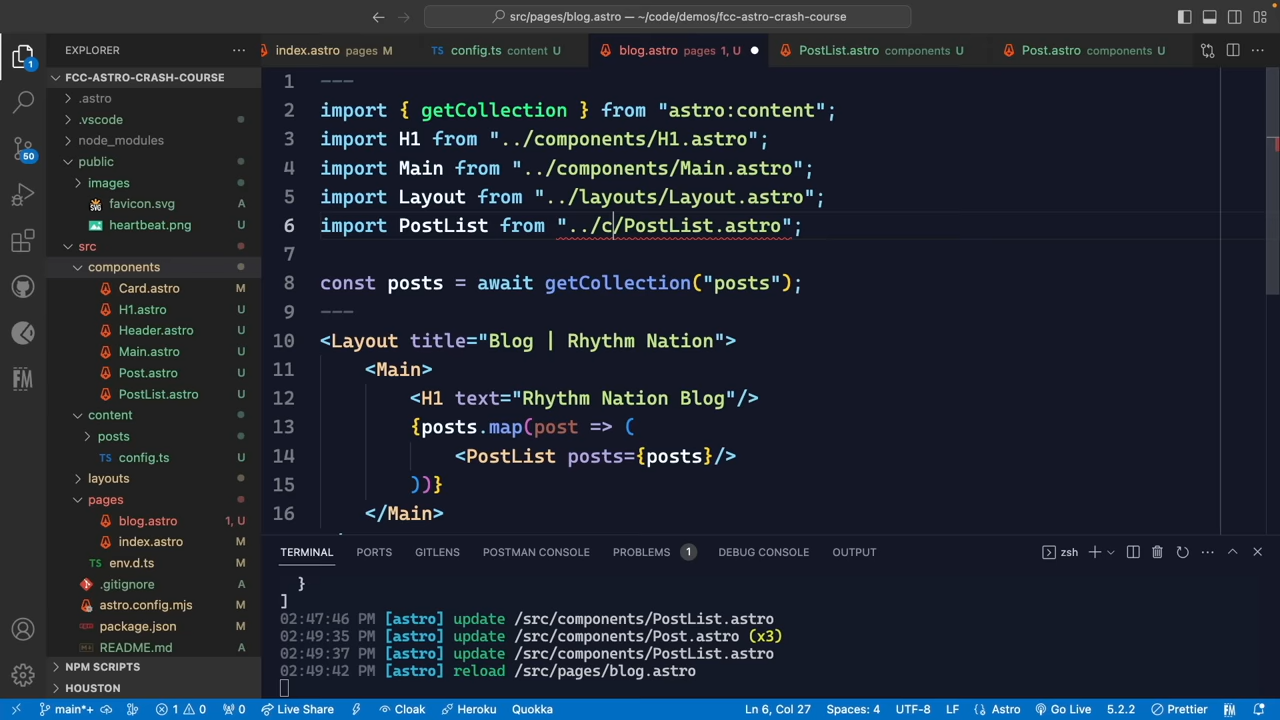 src/pages/blog.astro — ~/code/demos/fcc-astro-crash-course
EXPLORER
index.astro pages M
config.ts content U
blog.astro pages 1, U
PostList.astro components U
Post.astro components U
FCC-ASTRO-CRASH-COURSE
.astro
.vscode
node_modules
public
images
favicon.svg A
heartbeat.png A
src
components
Card.astro M
H1.astro U
Header.astro U
Main.astro U
Post.astro U
PostList.astro U
content
posts
config.ts U
layouts
pages
blog.astro 1, U
index.astro M
env.d.ts A
.gitignore A
astro.config.mjs M
package.json M
README.md A
NPM SCRIPTS
HOUSTON
1
50
FM
1 ---
2 import { getCollection } from "astro:content";
3 import H1 from "../components/H1.astro";
4 import Main from "../components/Main.astro";
5 import Layout from "../layouts/Layout.astro";
6 import PostList from "../c/PostList.astro";
7
8 const posts = await getCollection("posts");
9 ---
10 <Layout title="Blog | Rhythm Nation">
11 <Main>
12 <H1 text="Rhythm Nation Blog"/>
13 {posts.map(post => (
14 <PostList posts={posts}/>
15 ))}
16 </Main>
TERMINAL PORTS GITLENS POSTMAN CONSOLE PROBLEMS 1 DEBUG CONSOLE OUTPUT
zsh
}
]
02:47:46 PM [astro] update /src/components/PostList.astro
02:49:35 PM [astro] update /src/components/Post.astro (x3)
02:49:37 PM [astro] update /src/components/PostList.astro
02:49:42 PM [astro] reload /src/pages/blog.astro
main*+ 1 0 0 Live Share Cloak Heroku Quokka Ln 6, Col 27 Spaces: 4 UTF-8 LF {} Astro Go Live 5.2.2 Prettier FM